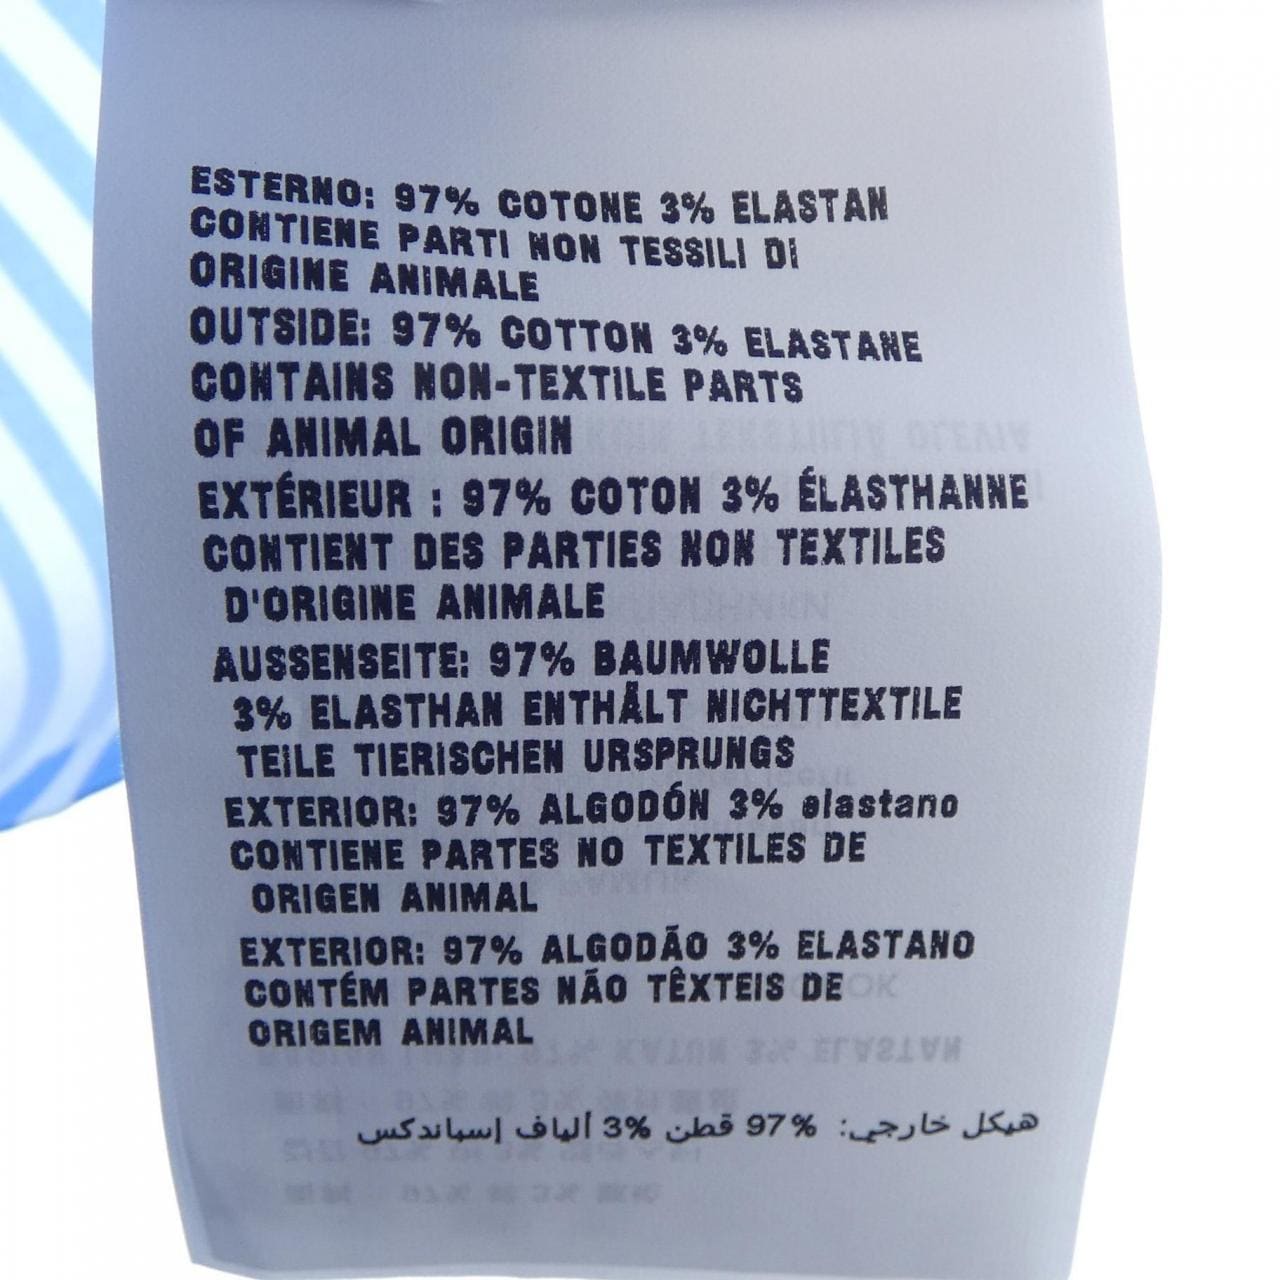 ESTERNO: 97% COTONE 3% ELASTAN
CONTIENE PARTI NON TESSILI DI
ORIGINE ANIMALE
OUTSIDE: 97% COTTON 3% ELASTANE
CONTAINS NON-TEXTILE PARTS
OF ANIMAL ORIGIN
EXTÉRIEUR : 97% COTON 3% ÉLASTHANNE
CONTIENT DES PARTIES NON TEXTILES
D'ORIGINE ANIMALE
AUSSENSEITE: 97% BAUMWOLLE
3% ELASTHAN ENTHÄLT NICHTTEXTILE
TEILE TIERISCHEN URSPRUNGS
EXTERIOR: 97% ALGODÓN 3% elastano
CONTIENE PARTES NO TEXTILES DE
ORIGEN ANIMAL
EXTERIOR: 97% ALGODÃO 3% ELASTANO
CONTÉM PARTES NÃO TÊXTEIS DE
ORIGEM ANIMAL
هيكل خارجي: 97% قطن 3% ألياف إسباندكس